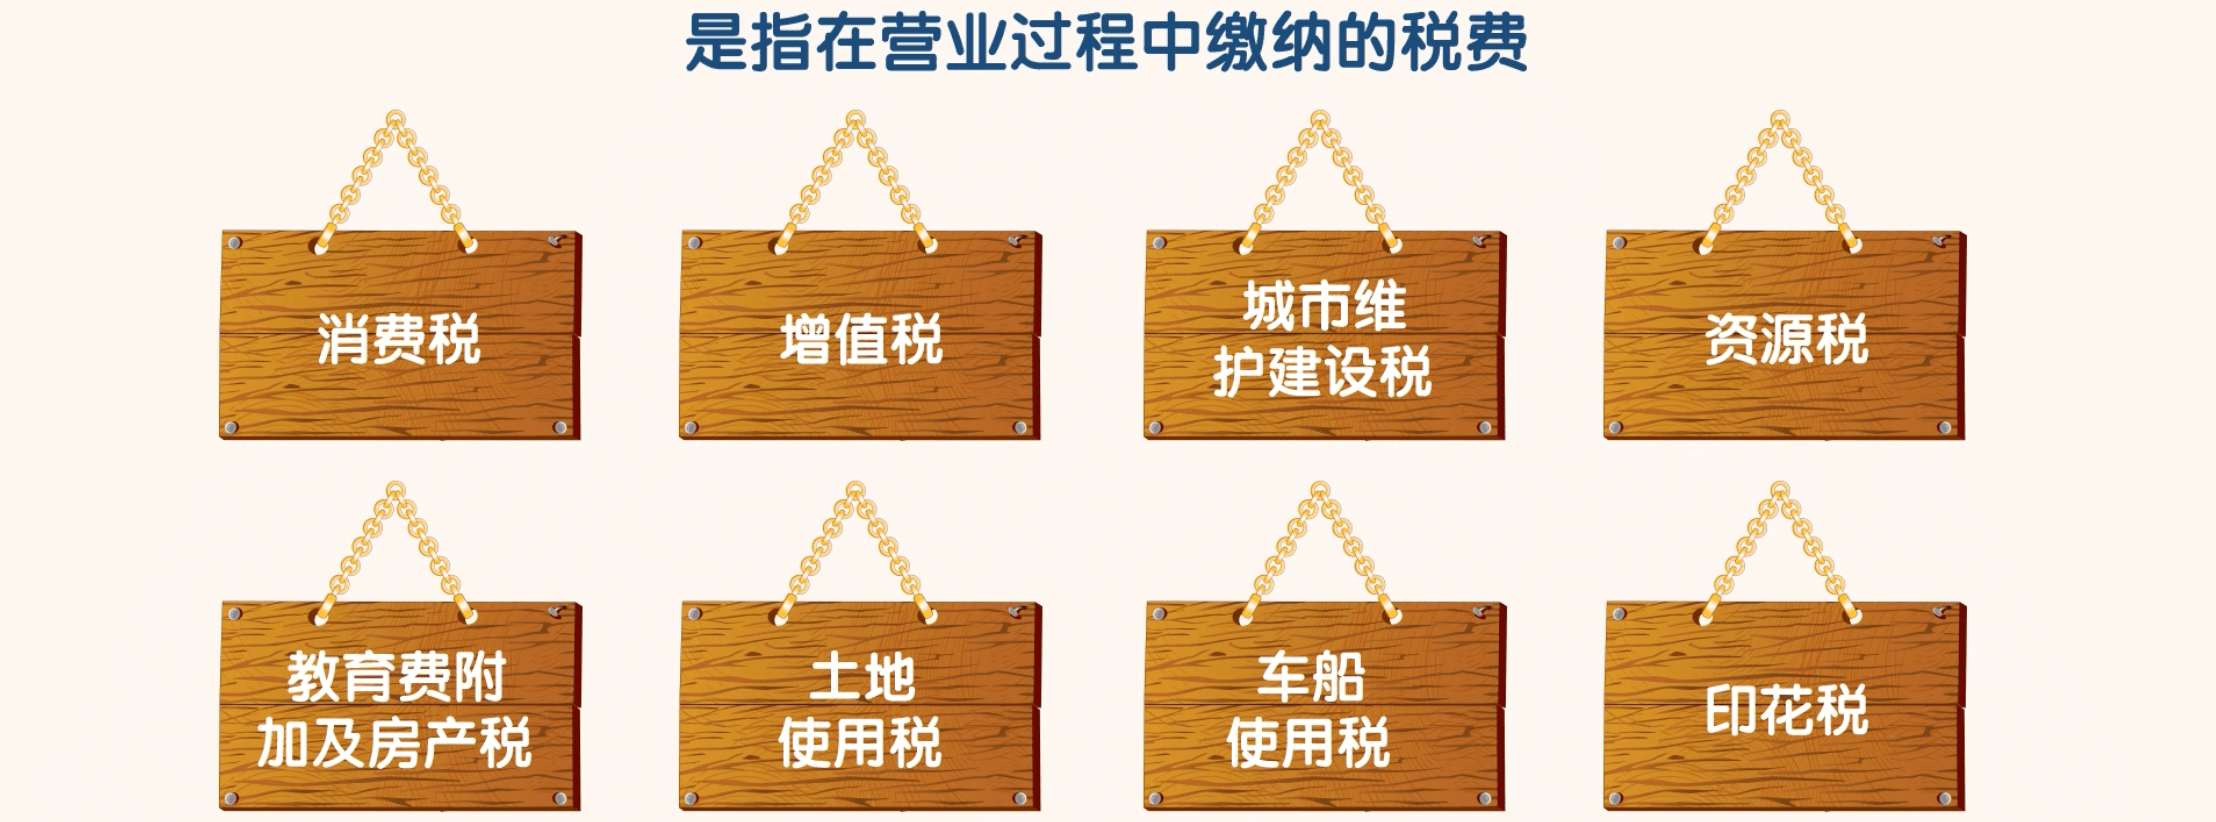 是指在营业过程中缴纳的税费
消费税
增值税
城市维
护建设税
资源税
教育费附
加及房产税
土地
使用税
车船
使用税
印花税